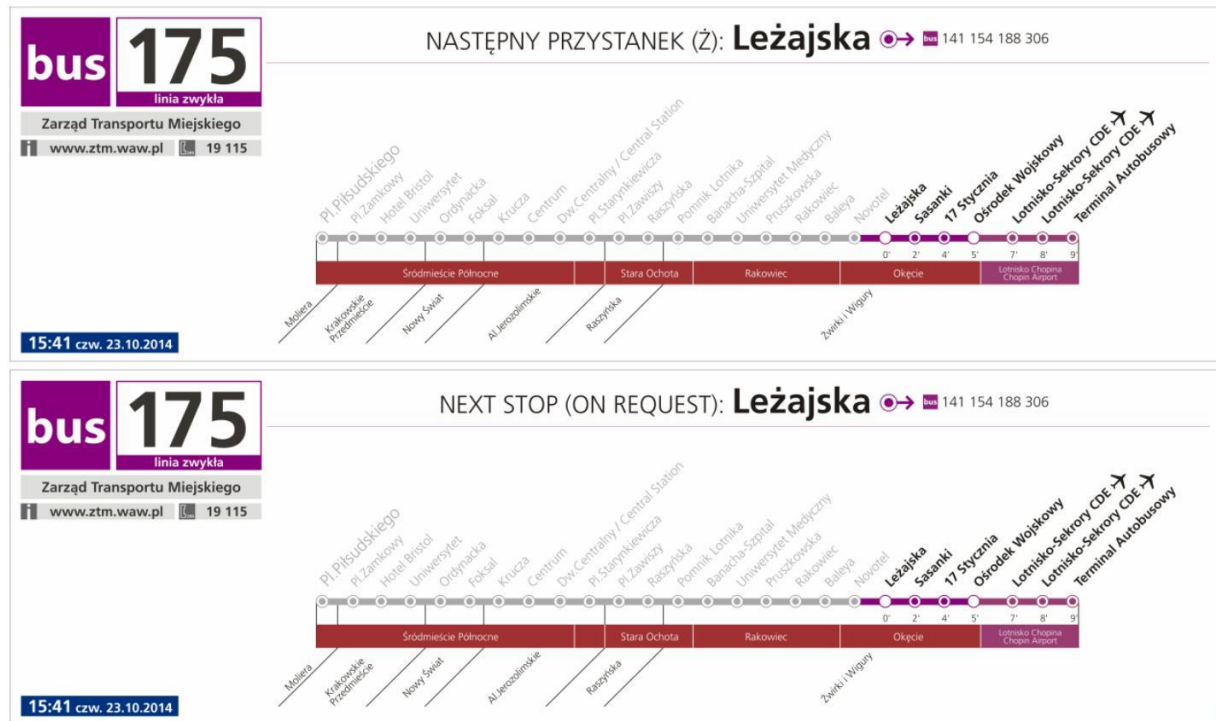 bus
175
linia zwykła
Zarząd Transportu Miejskiego
i www.ztm.waw.pl 19 115
NASTĘPNY PRZYSTANEK (Ż): Leżajska bus 141 154 188 306
Pl.Piłsudskiego
Pl.Zamkowy
Hotel Bristol
Uniwersytet
Ordynacka
Foksal
Krucza
Centrum
Dw.Centralny / Central Station
Pl.Starynkiewicza
Pl.Zawiszy
Raszyńska
Pomnik Lotnika
Banacha-Szpital
Uniwersytet Medyczny
Pruszkowska
Rakowiec
Baleya
Novotel
Leżajska
Sasanki
17 Stycznia
Ośrodek Wojskowy
Lotnisko-Sekrory CDE
Lotnisko-Sekrory CDE
Terminal Autobusowy
0' 2' 4' 5' 7' 8' 9'
Śródmieście Północne
Stara Ochota
Rakowiec
Okęcie
Lotnisko Chopina
Chopin Airport
Moliera
Krakowskie
Przedmieście
Nowy Świat
Al.Jerozolimskie
Raszyńska
Żwirki i Wigury
15:41 czw. 23.10.2014
bus
175
linia zwykła
Zarząd Transportu Miejskiego
i www.ztm.waw.pl 19 115
NEXT STOP (ON REQUEST): Leżajska bus 141 154 188 306
Pl.Piłsudskiego
Pl.Zamkowy
Hotel Bristol
Uniwersytet
Ordynacka
Foksal
Krucza
Centrum
Dw.Centralny / Central Station
Pl.Starynkiewicza
Pl.Zawiszy
Raszyńska
Pomnik Lotnika
Banacha-Szpital
Uniwersytet Medyczny
Pruszkowska
Rakowiec
Baleya
Novotel
Leżajska
Sasanki
17 Stycznia
Ośrodek Wojskowy
Lotnisko-Sekrory CDE
Lotnisko-Sekrory CDE
Terminal Autobusowy
0' 2' 4' 5' 7' 8' 9'
Śródmieście Północne
Stara Ochota
Rakowiec
Okęcie
Lotnisko Chopina
Chopin Airport
Moliera
Krakowskie
Przedmieście
Nowy Świat
Al.Jerozolimskie
Raszyńska
Żwirki i Wigury
15:41 czw. 23.10.2014